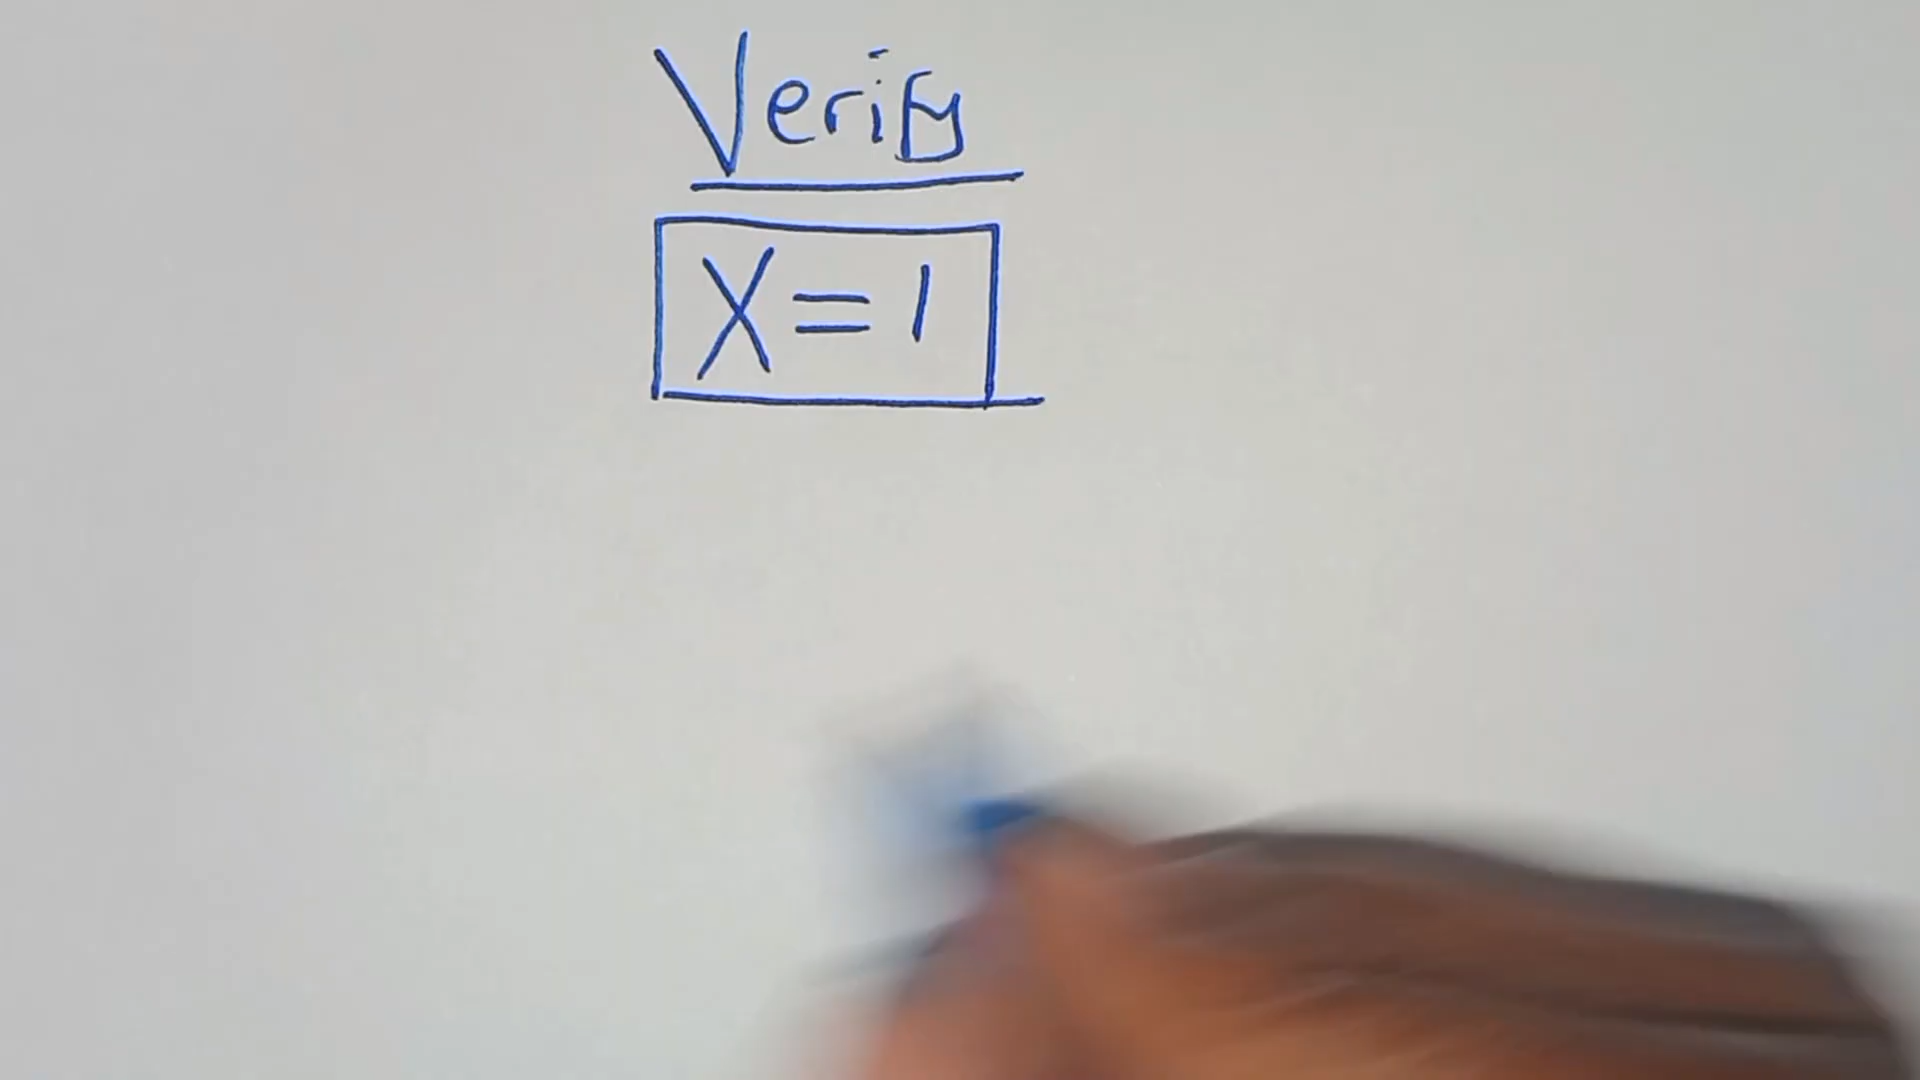 Verify
X = 1